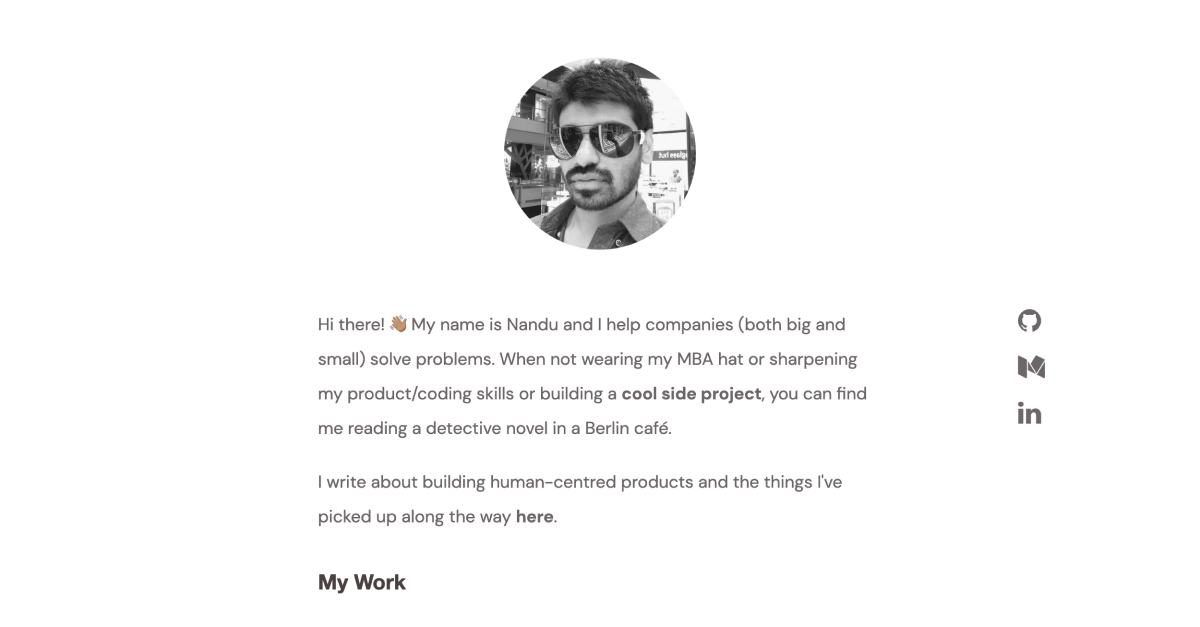 Hi there! 👋🏽 My name is Nandu and I help companies (both big and
small) solve problems. When not wearing my MBA hat or sharpening
my product/coding skills or building a cool side project, you can find
me reading a detective novel in a Berlin café.
I write about building human-centred products and the things I've
picked up along the way here.
My Work